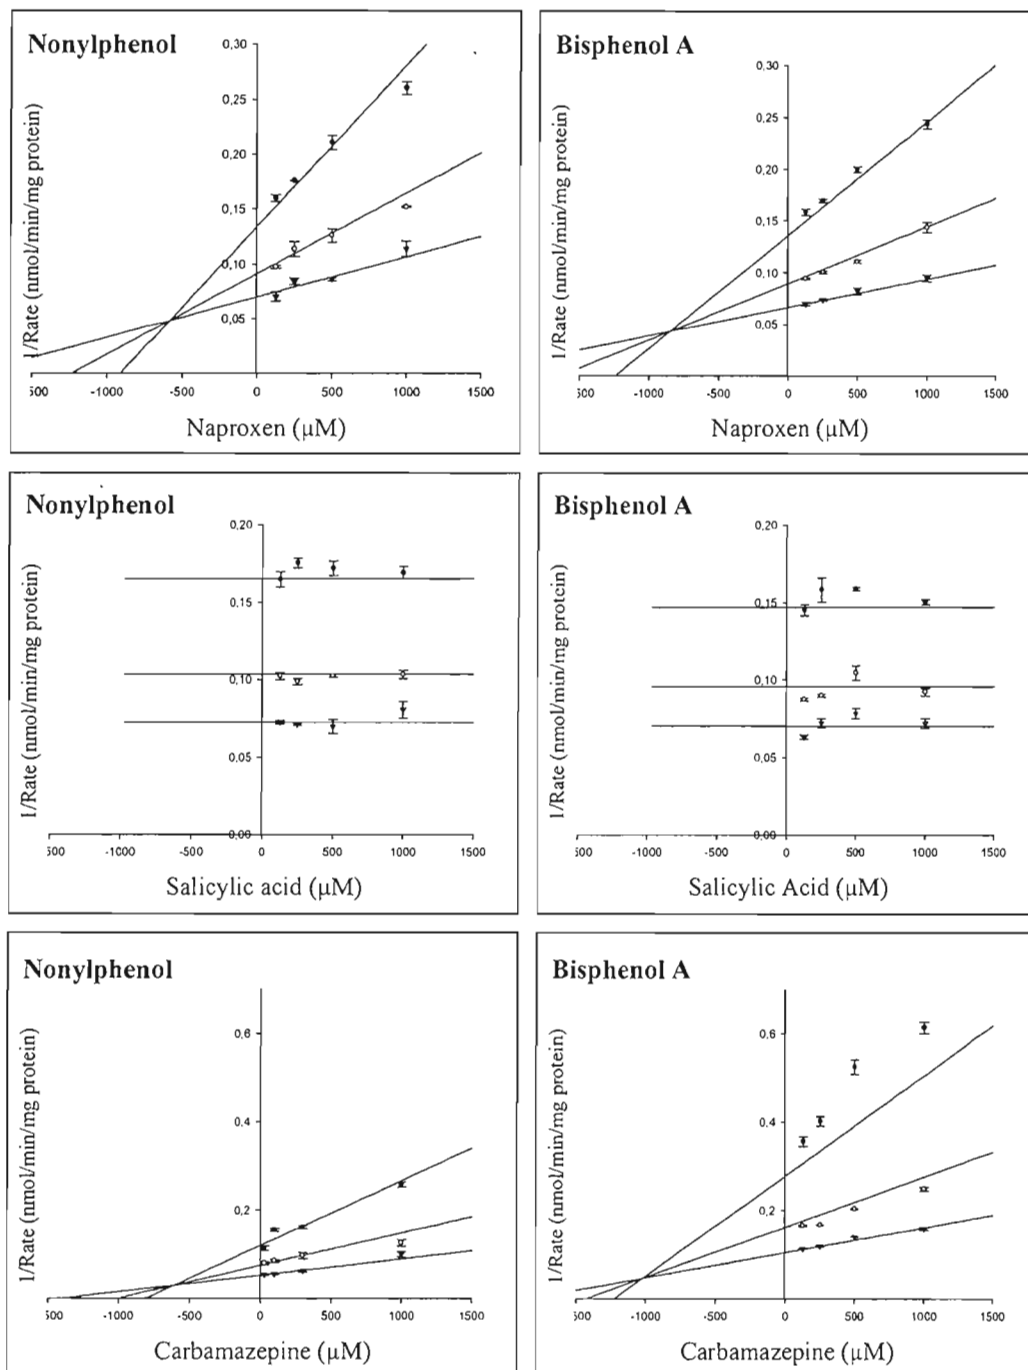 Nonylphenol
1/Rate (nmol/min/mg protein)
0,30
0,25
0,20
0,15
0,10
0,05
500 -1000 -500 0 500 1000 1500
Naproxen (µM)
Bisphenol A
1/Rate (nmol/min/mg protein)
0,30
0,25
0,20
0,15
0,10
0,05
500 -1000 -500 0 500 1000 1500
Naproxen (µM)
Nonylphenol
1/Rate (nmol/min/mg protein)
0,20
0,15
0,10
0,05
0,00
500 -1000 -500 0 500 1000 1500
Salicylic acid (µM)
Bisphenol A
1/Rate (nmol/min/mg protein)
0,20
0,15
0,10
0,05
0,00
500 -1000 -500 0 500 1000 1500
Salicylic Acid (µM)
Nonylphenol
1/Rate (nmol/min/mg protein)
0,6
0,4
0,2
500 -1000 -500 0 500 1000 1500
Carbamazepine (µM)
Bisphenol A
1/Rate (nmol/min/mg protein)
0,6
0,4
0,2
500 -1000 -500 0 500 1000 1500
Carbamazepine (µM)